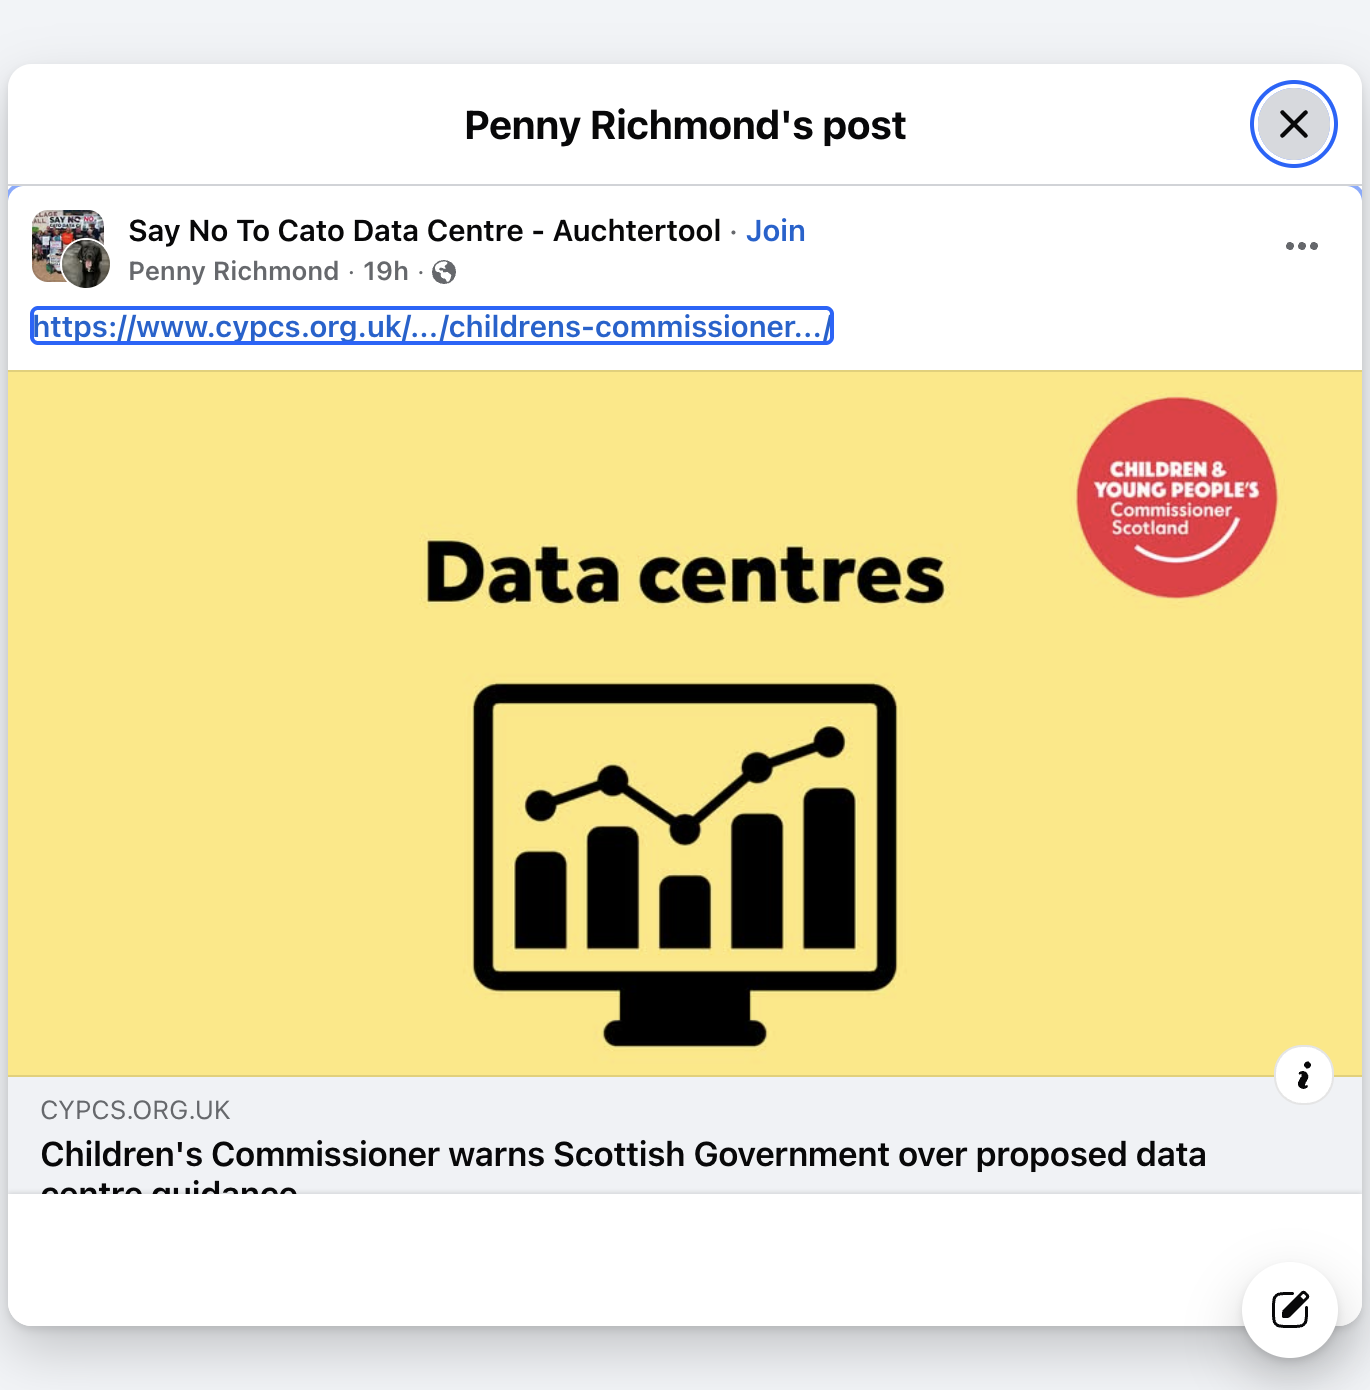 Penny Richmond's post
Say No To Cato Data Centre - Auchtertool · Join
Penny Richmond · 19h ·
https://www.cypcs.org.uk/.../childrens-commissioner.../
CHILDREN &
YOUNG PEOPLE'S
Commissioner
Scotland
Data centres
CYPCS.ORG.UK
Children's Commissioner warns Scottish Government over proposed data
centre guidance